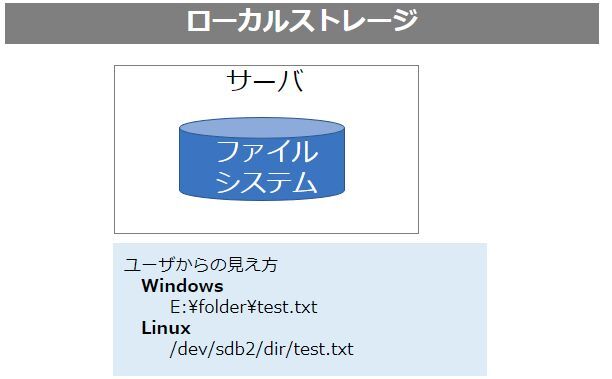 ローカルストレージ
サーバ
ファイル
システム
ユーザからの見え方
Windows
E:¥folder¥test.txt
Linux
/dev/sdb2/dir/test.txt